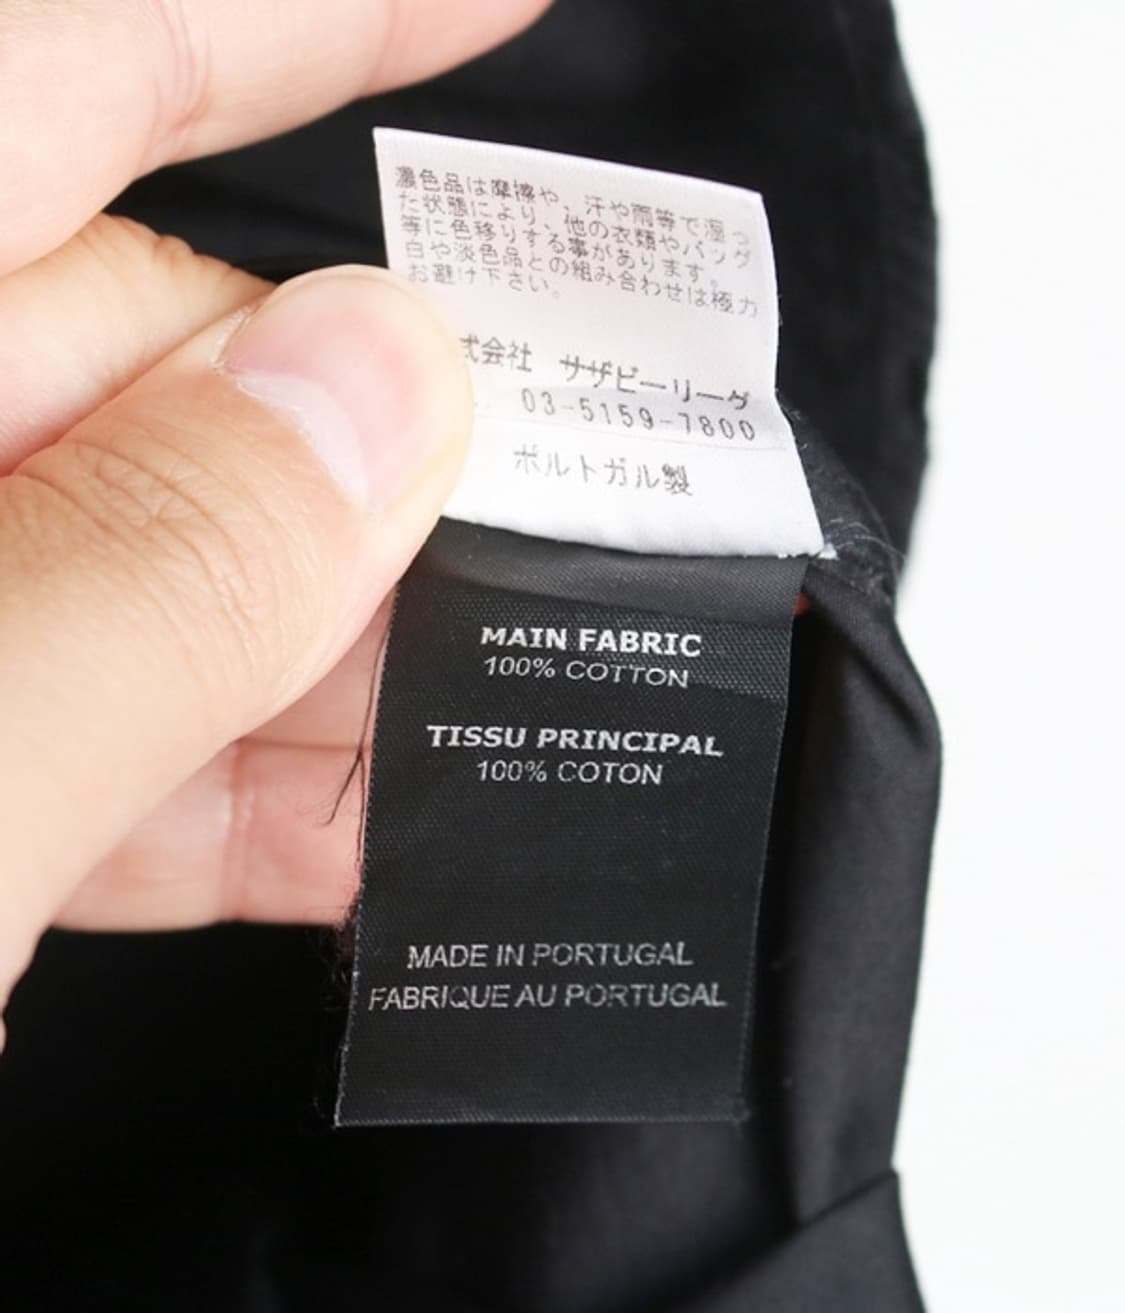 濃色品は摩擦や、汗や雨等で湿っ
た状態により、他の衣類やバッグ
等に色移りする事があります。
白や淡色品との組み合わせは極力
お避け下さい。
式会社 サザビーリーグ
03-5159-7800
ポルトガル製
MAIN FABRIC
100% COTTON
TISSU PRINCIPAL
100% COTON
MADE IN PORTUGAL
FABRIQUE AU PORTUGAL